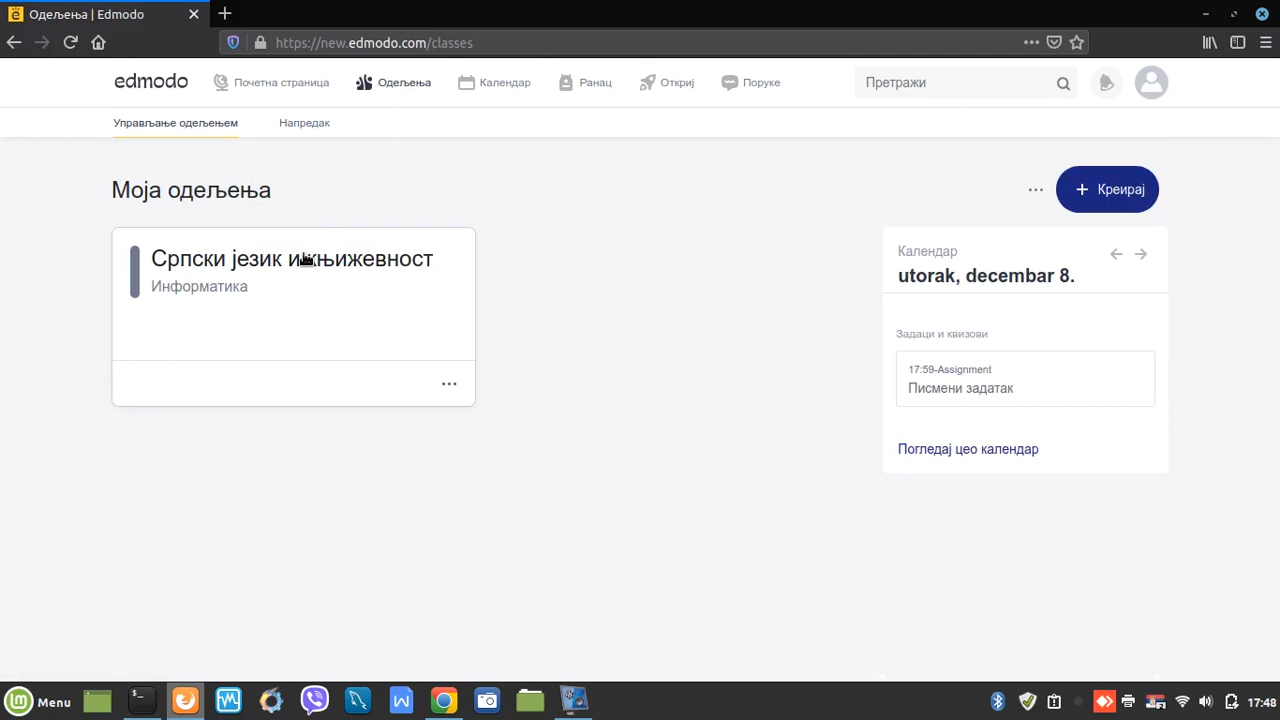 Одељења | Edmodo
https://new.edmodo.com/classes
edmodo
Почетна страница
Одељења
Календар
Ранац
Откриј
Поруке
Претражи
Управљање одељењем
Напредак
Моја одељења
Креирај
Српски језик и књижевност
Информатика
Календар
utorak, decembar 8.
Задаци и квизови
17:59-Assignment
Писмени задатак
Погледај цео календар
Menu
17:48